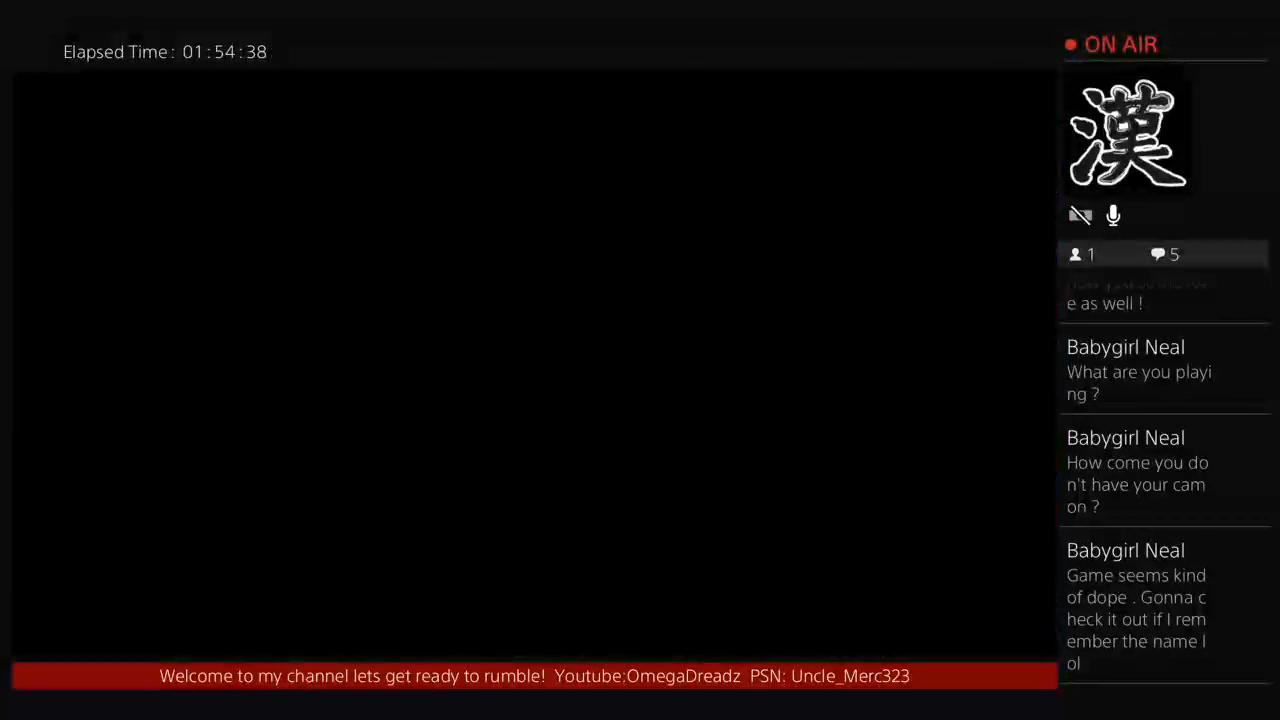 Elapsed Time: 01:54:38
ON AIR
漢
1 5
e as well !
Babygirl Neal
What are you playi
ng ?
Babygirl Neal
How come you do
n't have your cam
on ?
Babygirl Neal
Game seems kind
of dope . Gonna c
heck it out if I rem
ember the name l
ol
Welcome to my channel lets get ready to rumble! Youtube:OmegaDreadz PSN: Uncle_Merc323